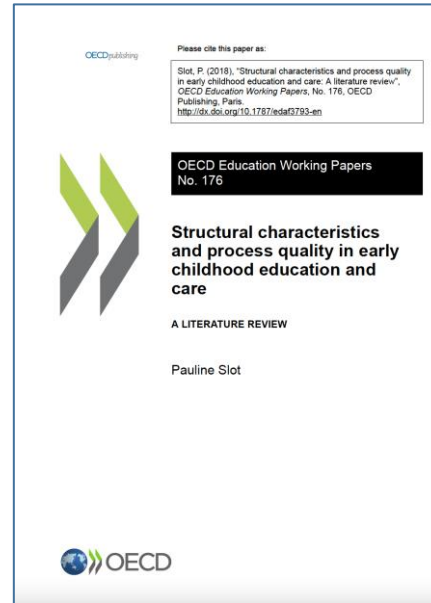 OECDpublishing
Please cite this paper as:
Slot, P. (2018), "Structural characteristics and process quality
in early childhood education and care: A literature review",
OECD Education Working Papers, No. 176, OECD
Publishing, Paris.
http://dx.doi.org/10.1787/edaf3793-en
OECD Education Working Papers
No. 176
Structural characteristics
and process quality in early
childhood education and
care
A LITERATURE REVIEW
Pauline Slot
OECD